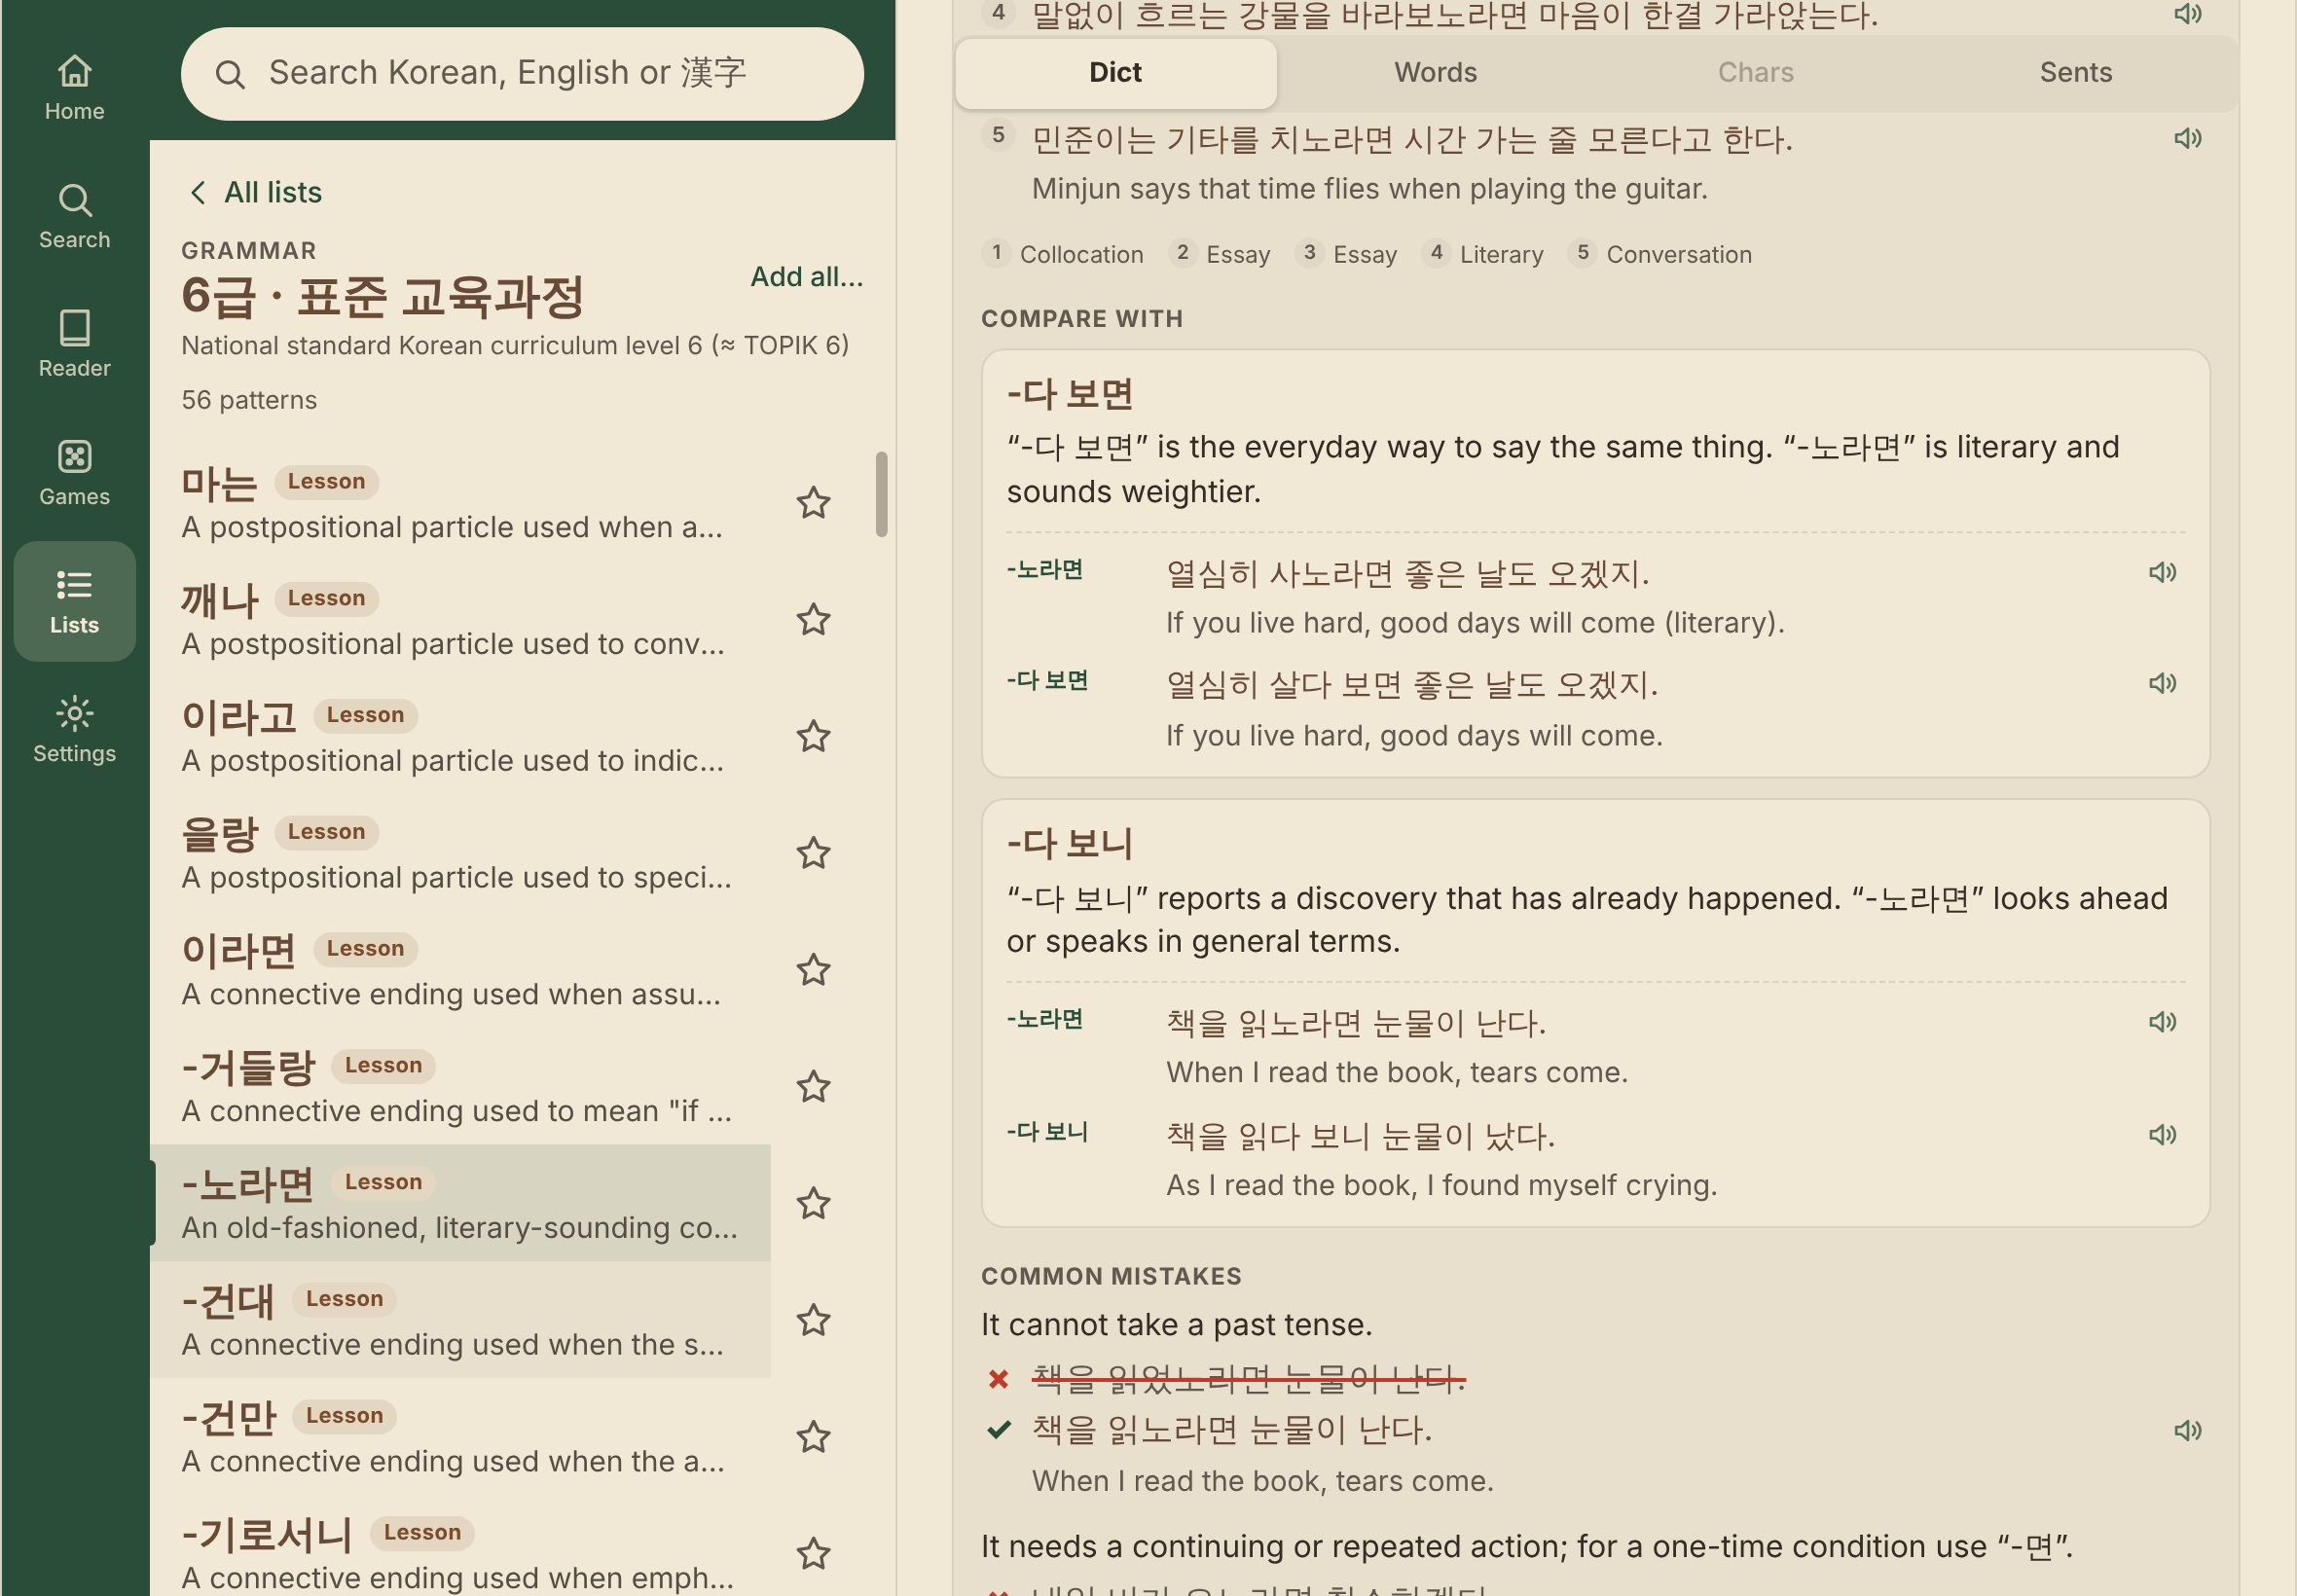 Home
Search
Reader
Games
Lists
Settings
Search Korean, English or 漢字
All lists
GRAMMAR
6급 · 표준 교육과정
Add all...
National standard Korean curriculum level 6 (≈ TOPIK 6)
56 patterns
마는 Lesson
A postpositional particle used when a...
깨나 Lesson
A postpositional particle used to conv...
이라고 Lesson
A postpositional particle used to indic...
을랑 Lesson
A postpositional particle used to speci...
이라면 Lesson
A connective ending used when assu...
-거들랑 Lesson
A connective ending used to mean "if ...
-노라면 Lesson
An old-fashioned, literary-sounding co...
-건대 Lesson
A connective ending used when the s...
-건만 Lesson
A connective ending used when the a...
-기로서니 Lesson
A connective ending used when emph...
4 말없이 흐르는 강물을 바라보노라면 마음이 한결 가라앉는다.
Dict Words Chars Sents
5 민준이는 기타를 치노라면 시간 가는 줄 모른다고 한다.
Minjun says that time flies when playing the guitar.
1 Collocation 2 Essay 3 Essay 4 Literary 5 Conversation
COMPARE WITH
-다 보면
“-다 보면” is the everyday way to say the same thing. “-노라면” is literary and
sounds weightier.
-노라면 열심히 사노라면 좋은 날도 오겠지.
If you live hard, good days will come (literary).
-다 보면 열심히 살다 보면 좋은 날도 오겠지.
If you live hard, good days will come.
-다 보니
“-다 보니” reports a discovery that has already happened. “-노라면” looks ahead
or speaks in general terms.
-노라면 책을 읽노라면 눈물이 난다.
When I read the book, tears come.
-다 보니 책을 읽다 보니 눈물이 났다.
As I read the book, I found myself crying.
COMMON MISTAKES
It cannot take a past tense.
책을 읽었노라면 눈물이 난다.
책을 읽노라면 눈물이 난다.
When I read the book, tears come.
It needs a continuing or repeated action; for a one-time condition use “-면”.